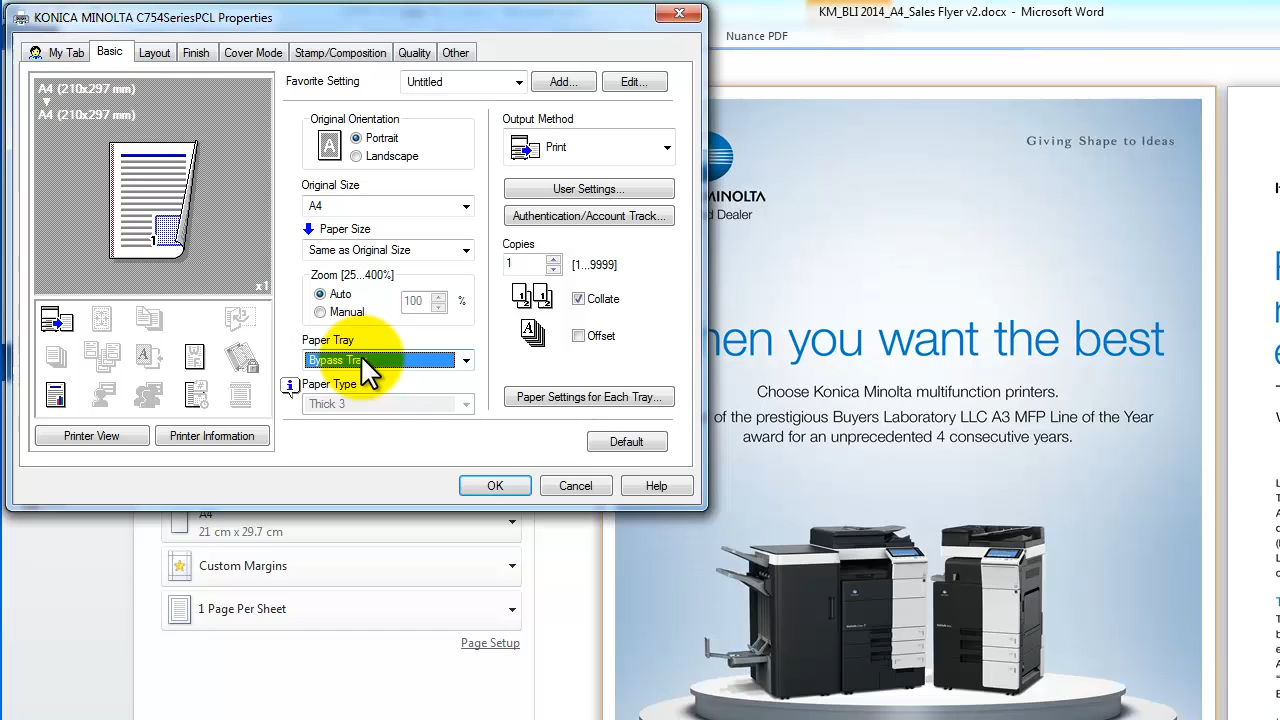 KONICA MINOLTA C754SeriesPCL Properties
KM_BLI 2014_A4_Sales Flyer v2.docx - Microsoft Word
Nuance PDF
My Tab
Basic
Layout
Finish
Cover Mode
Stamp/Composition
Quality
Other
A4 (210x297 mm)
A4 (210x297 mm)
1
x1
Printer View
Printer Information
Favorite Setting
Untitled
Add...
Edit...
Original Orientation
A
Portrait
Landscape
Original Size
A4
Paper Size
Same as Original Size
Zoom [25...400%]
Auto
Manual
100
%
Paper Tray
Bypass Tray
Paper Type
Thick 3
Output Method
Print
User Settings...
Authentication/Account Track...
Copies
1
[1...9999]
Collate
Offset
Paper Settings for Each Tray...
Default
OK
Cancel
Help
A4
21 cm x 29.7 cm
Custom Margins
1 Page Per Sheet
Page Setup
Giving Shape to Ideas
MINOLTA
d Dealer
hen you want the best
Choose Konica Minolta multifunction printers.
of the prestigious Buyers Laboratory LLC A3 MFP Line of the Year
award for an unprecedented 4 consecutive years.